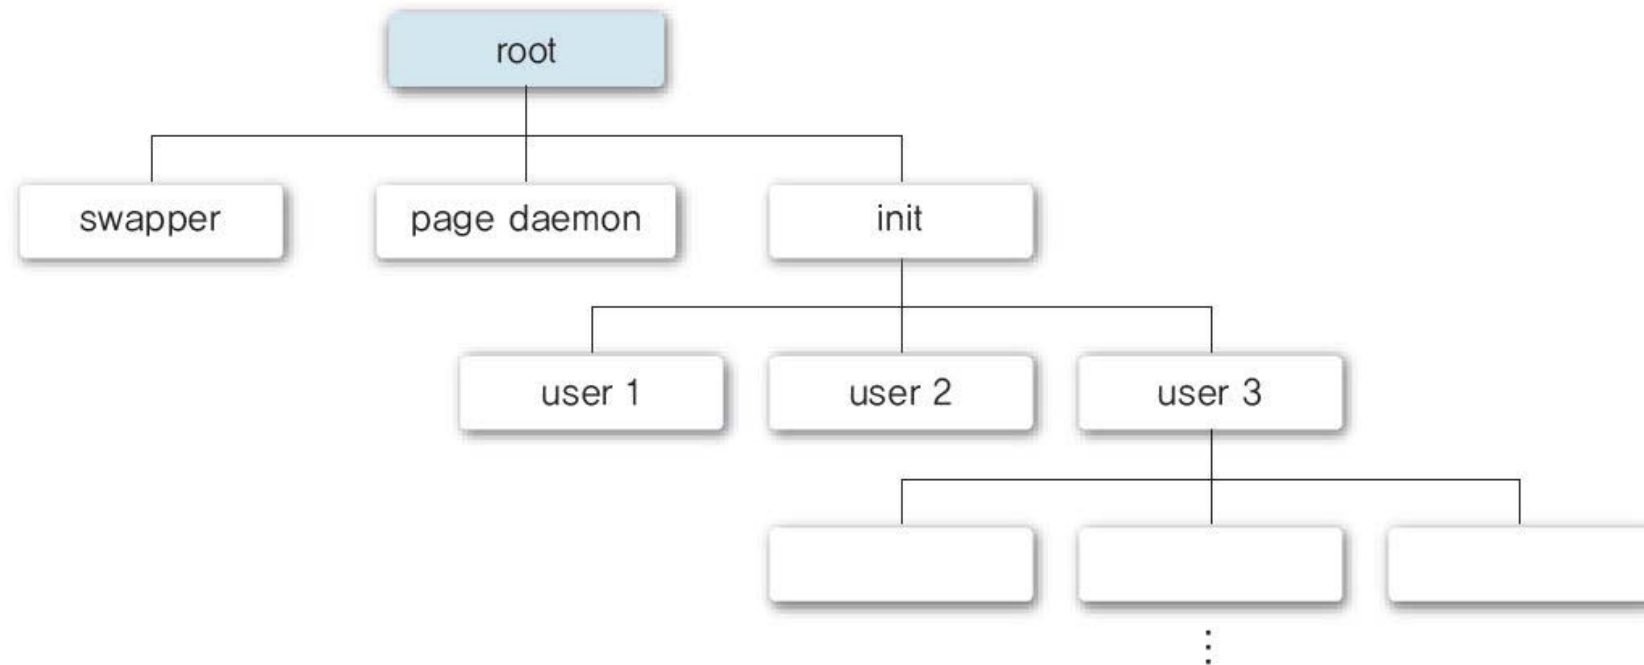 root
swapper
page daemon
init
user 1
user 2
user 3